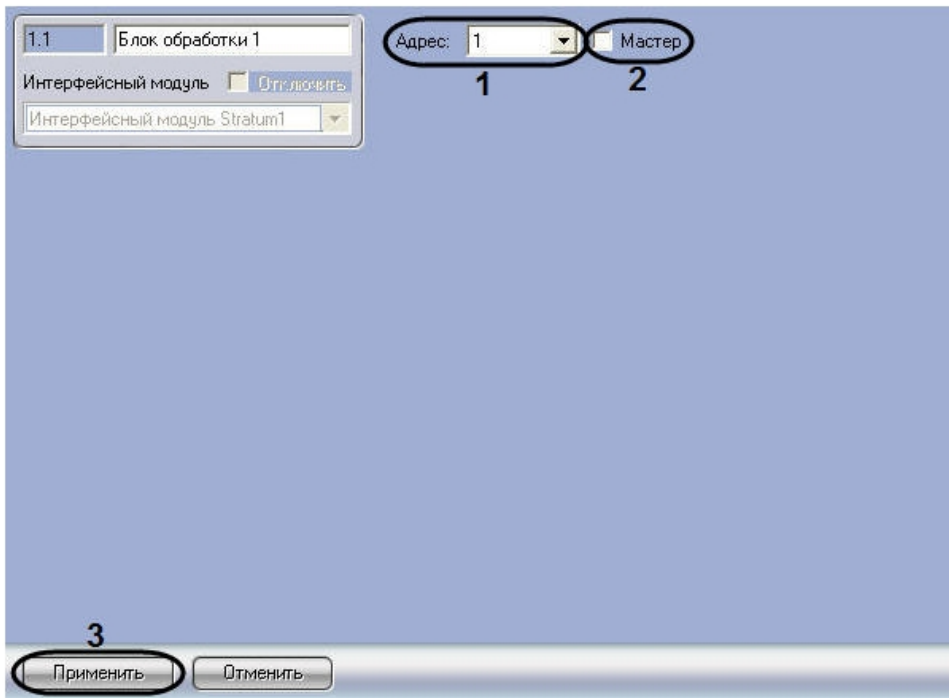 1.1 Блок обработки 1
Интерфейсный модуль Отключить
Интерфейсный модуль Stratum1
Адрес: 1 Мастер
1 2
3
Применить Отменить